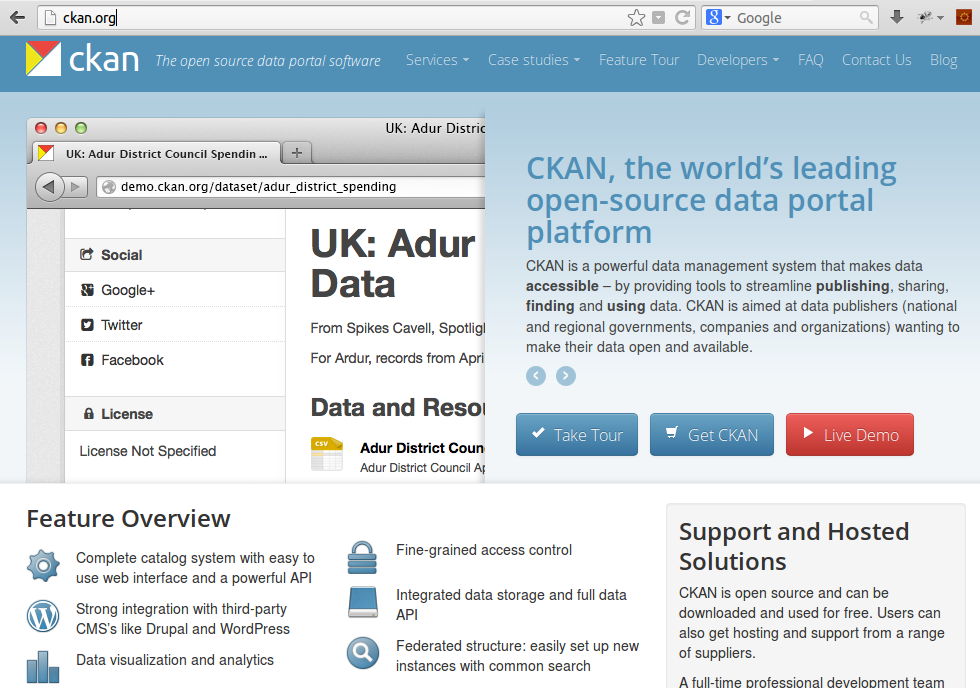 ckan.org
Google
ckan
The open source data portal software
Services
Case studies
Feature Tour
Developers
FAQ
Contact Us
Blog
UK: Adur Distric
UK: Adur District Council Spendin ...
demo.ckan.org/dataset/adur_district_spending
Social
Google+
Twitter
Facebook
License
License Not Specified
UK: Adur
Data
From Spikes Cavell, Spotligh
For Ardur, records from April
Data and Resou
CSV
Adur District Coun
Adur District Council Ap
CKAN, the world's leading
open-source data portal
platform
CKAN is a powerful data management system that makes data
accessible – by providing tools to streamline publishing, sharing,
finding and using data. CKAN is aimed at data publishers (national
and regional governments, companies and organizations) wanting to
make their data open and available.
Take Tour
Get CKAN
Live Demo
Feature Overview
Complete catalog system with easy to
use web interface and a powerful API
Strong integration with third-party
CMS's like Drupal and WordPress
Data visualization and analytics
Fine-grained access control
Integrated data storage and full data
API
Federated structure: easily set up new
instances with common search
Support and Hosted
Solutions
CKAN is open source and can be
downloaded and used for free. Users can
also get hosting and support from a range
of suppliers.
A full-time professional development team